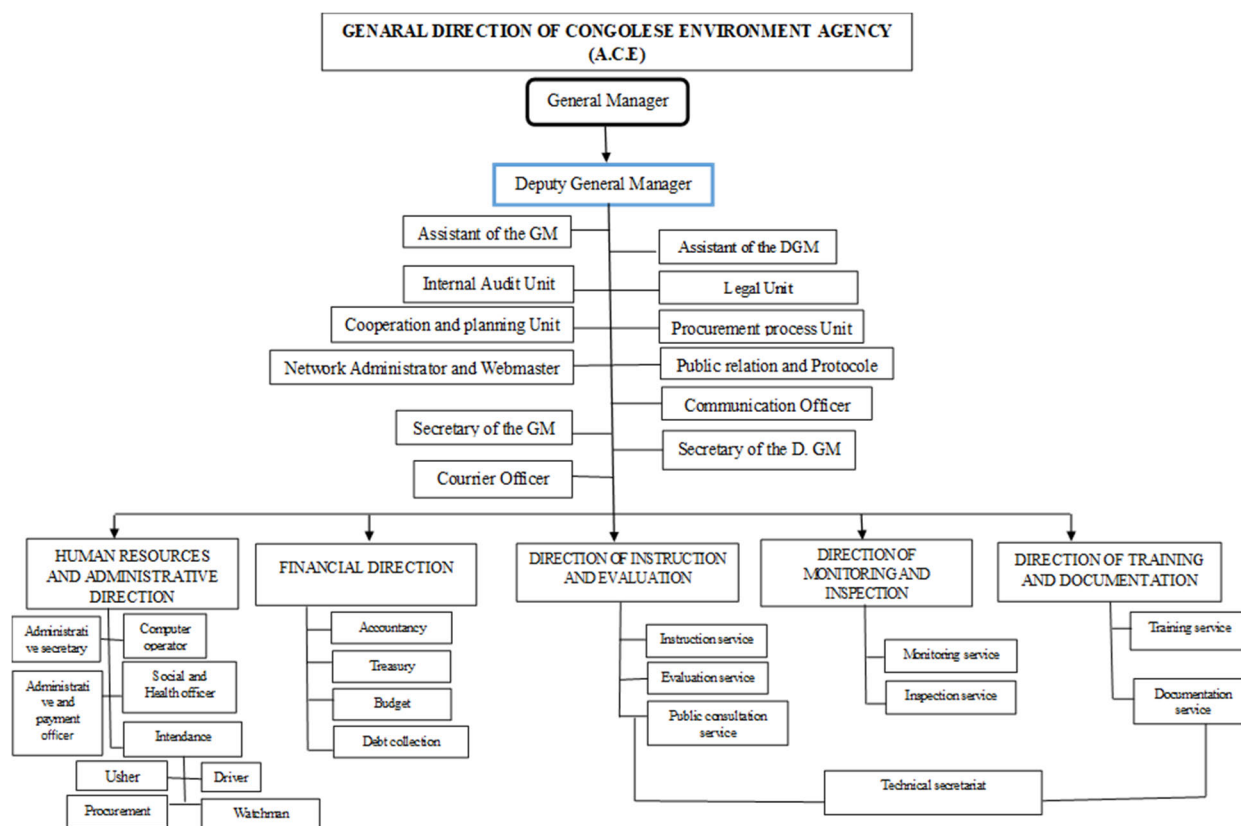 GENARAL DIRECTION OF CONGOLESE ENVIRONMENT AGENCY
(A.C.E)
General Manager
Deputy General Manager
Assistant of the GM
Assistant of the DGM
Internal Audit Unit
Legal Unit
Cooperation and planning Unit
Procurement process Unit
Network Administrator and Webmaster
Public relation and Protocole
Communication Officer
Secretary of the GM
Secretary of the D. GM
Courrier Officer
HUMAN RESOURCES
AND ADMINISTRATIVE
DIRECTION
FINANCIAL DIRECTION
DIRECTION OF INSTRUCTION
AND EVALUATION
DIRECTION OF
MONITORING AND
INSPECTION
DIRECTION OF TRAINING
AND DOCUMENTATION
Administrati
ve secretary
Computer
operator
Administrati
ve and
payment
officer
Social and
Health officer
Intendance
Usher
Driver
Procurement
Watchman
Accountancy
Treasury
Budget
Debt collection
Instruction service
Evaluation service
Public consultation
service
Monitoring service
Inspection service
Training service
Documentation
service
Technical secretariat